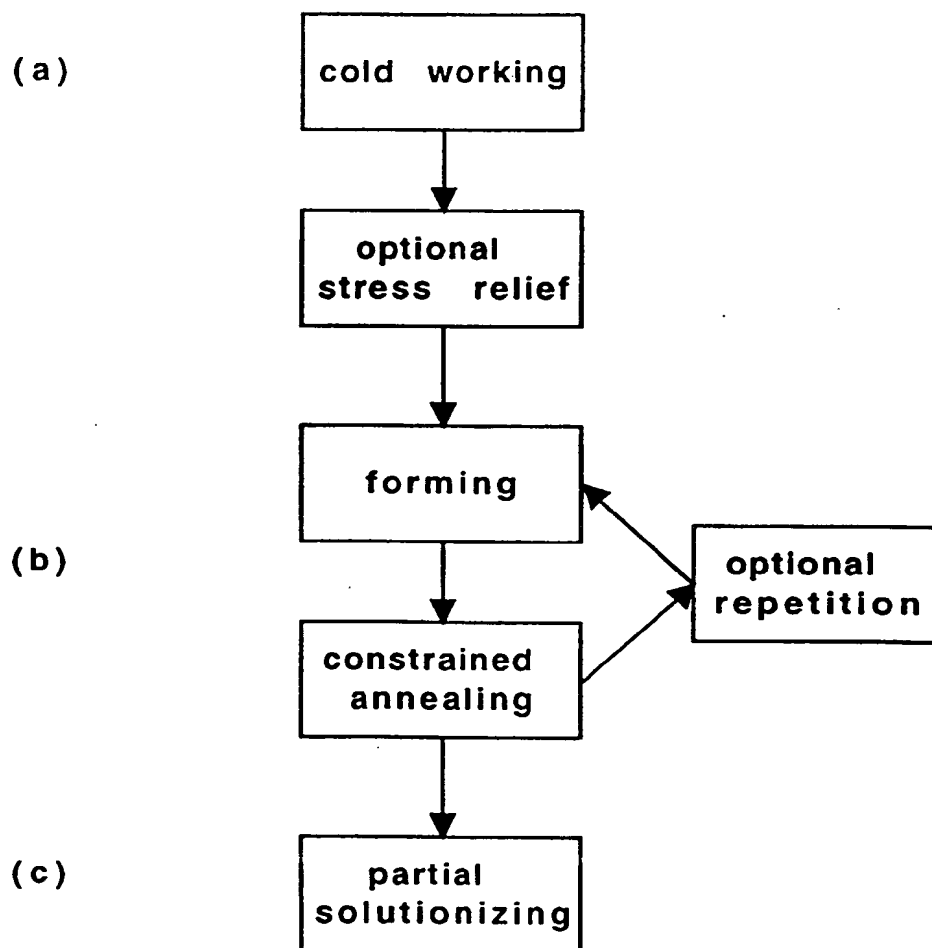 (a)
cold working
optional
stress relief
forming
(b)
optional
repetition
constrained
annealing
(c)
partial
solutionizing